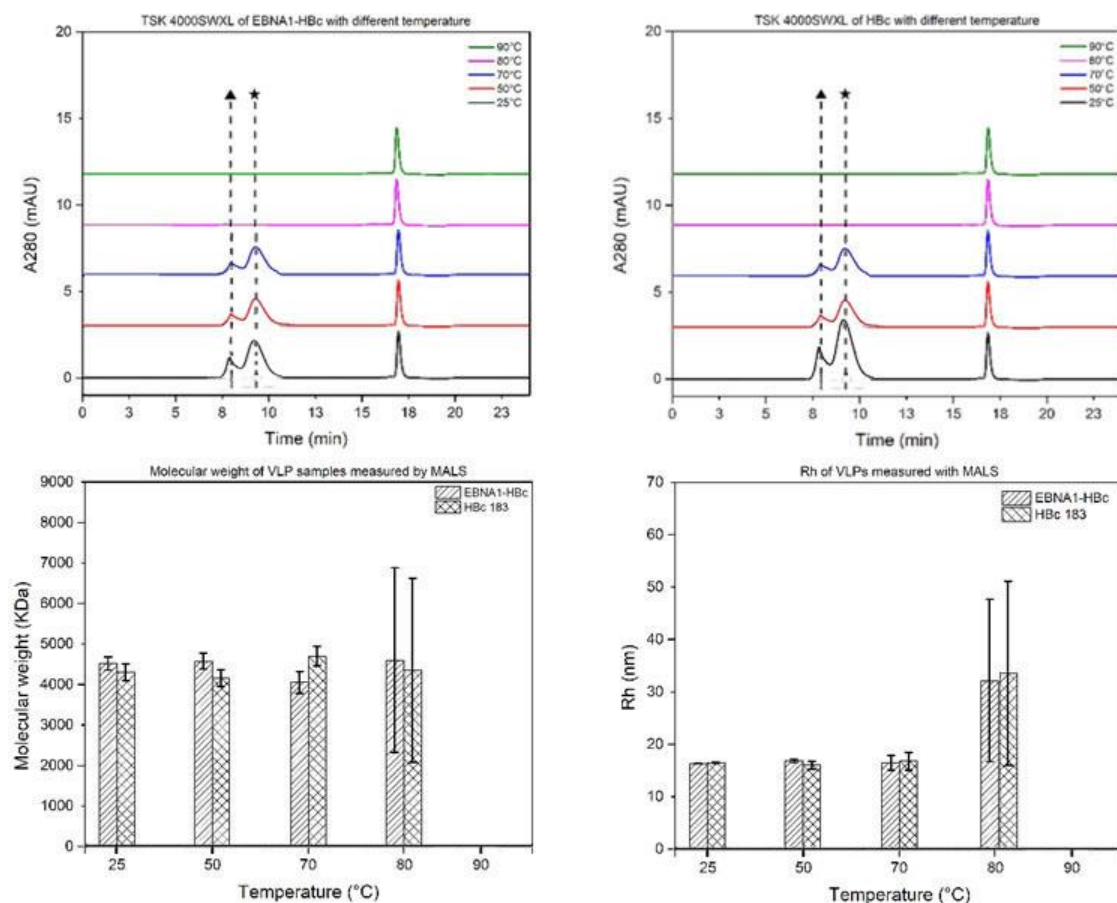 TSK 4000SWXL of EBNA1-HBc with different temperature
20
15
10
5
0
A280 (mAU)
90°C
80°C
70°C
50°C
25°C
0 3 5 8 10 13 15 18 20 23
Time (min)
TSK 4000SWXL of HBc with different temperature
20
15
10
5
0
A280 (mAU)
90°C
80°C
70°C
50°C
25°C
0 3 5 8 10 13 15 18 20 23
Time (min)
Molecular weight of VLP samples measured by MALS
9000
8000
7000
6000
5000
4000
3000
2000
1000
0
Molecular weight (KDa)
EBNA1-HBc
HBc 183
25 50 70 80 90
Temperature (°C)
Rh of VLPs measured with MALS
70
60
50
40
30
20
10
0
Rh (nm)
EBNA1-HBc
HBc 183
25 50 70 80 90
Temperature (°C)